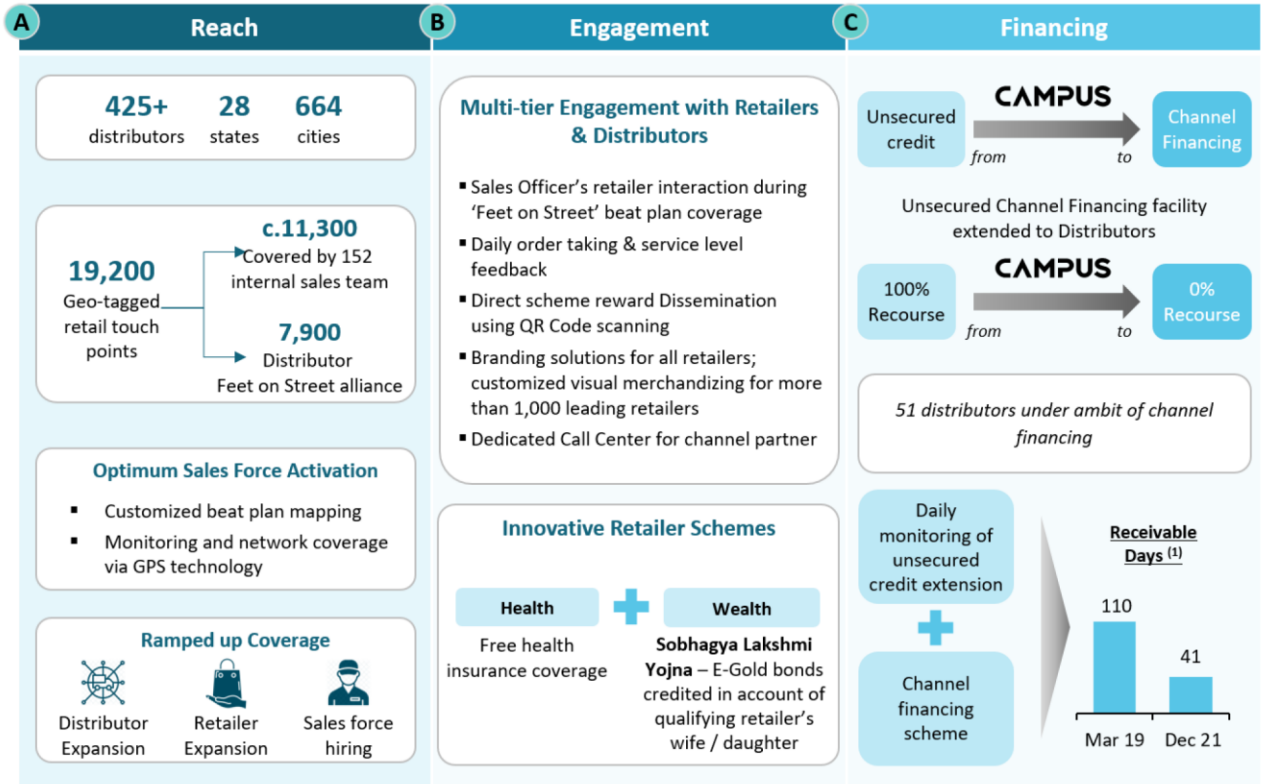 A
Reach
425+
distributors
28
states
664
cities
19,200
Geo-tagged
retail touch
points
c.11,300
Covered by 152
internal sales team
7,900
Distributor
Feet on Street alliance
Optimum Sales Force Activation
▪ Customized beat plan mapping
▪ Monitoring and network coverage
via GPS technology
Ramped up Coverage
Distributor
Expansion
Retailer
Expansion
Sales force
hiring
B
Engagement
Multi-tier Engagement with Retailers
& Distributors
▪ Sales Officer’s retailer interaction during
‘Feet on Street’ beat plan coverage
▪ Daily order taking & service level
feedback
▪ Direct scheme reward Dissemination
using QR Code scanning
▪ Branding solutions for all retailers;
customized visual merchandizing for more
than 1,000 leading retailers
▪ Dedicated Call Center for channel partner
Innovative Retailer Schemes
Health
Free health
insurance coverage
Wealth
Sobhagya Lakshmi
Yojna – E-Gold bonds
credited in account of
qualifying retailer’s
wife / daughter
C
Financing
Unsecured
credit
CAMPUS
from
to
Channel
Financing
Unsecured Channel Financing facility
extended to Distributors
100%
Recourse
CAMPUS
from
to
0%
Recourse
51 distributors under ambit of channel
financing
Daily
monitoring of
unsecured
credit extension
Channel
financing
scheme
Receivable
Days (1)
110
41
Mar 19
Dec 21